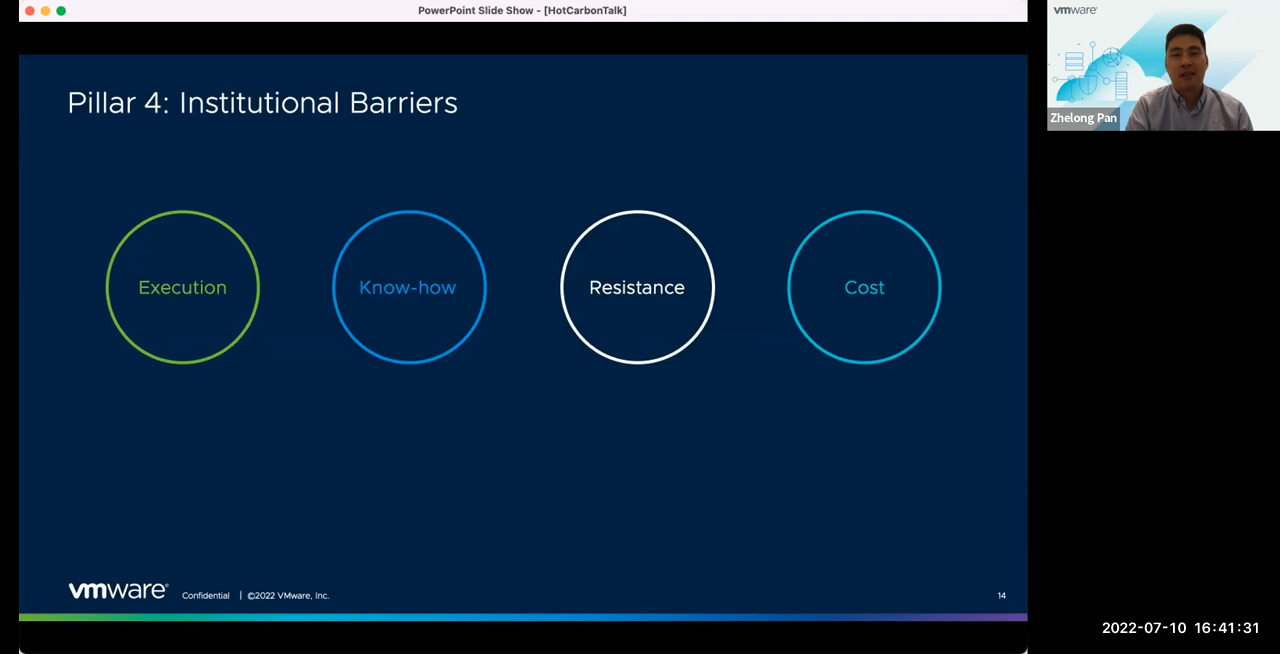 PowerPoint Slide Show - [HotCarbonTalk]
Pillar 4: Institutional Barriers
Execution
Know-how
Resistance
Cost
vmware®
Confidential | ©2022 VMware, Inc.
14
vmware®
Zhelong Pan
2022-07-10 16:41:31